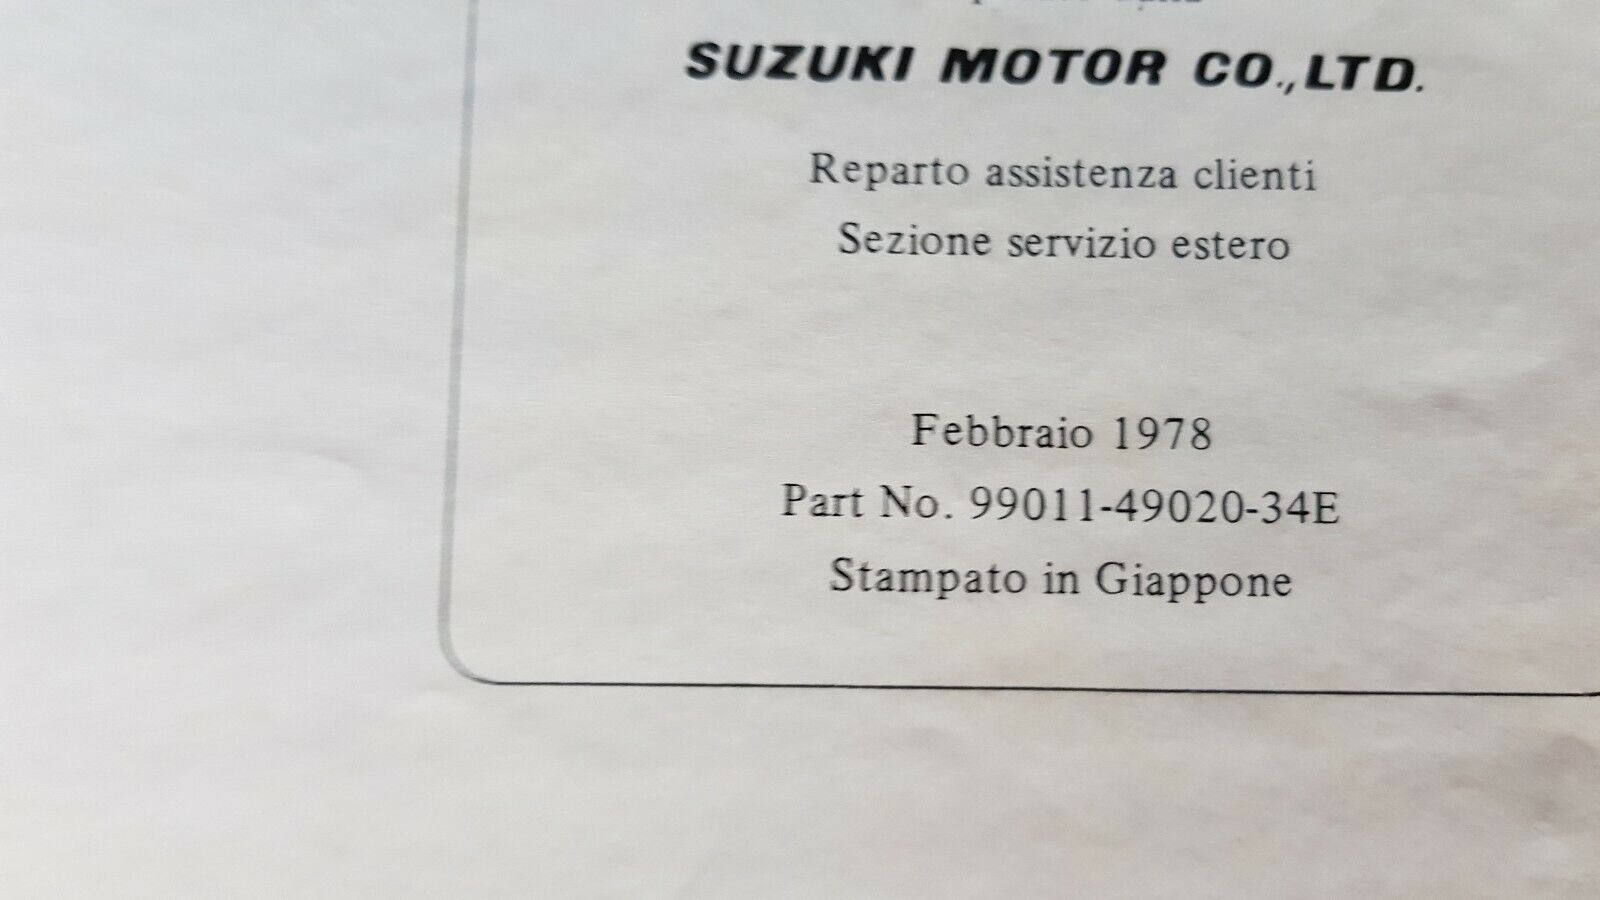 SUZUKI MOTOR CO.,LTD.
Reparto assistenza clienti
Sezione servizio estero
Febbraio 1978
Part No. 99011-49020-34E
Stampato in Giappone